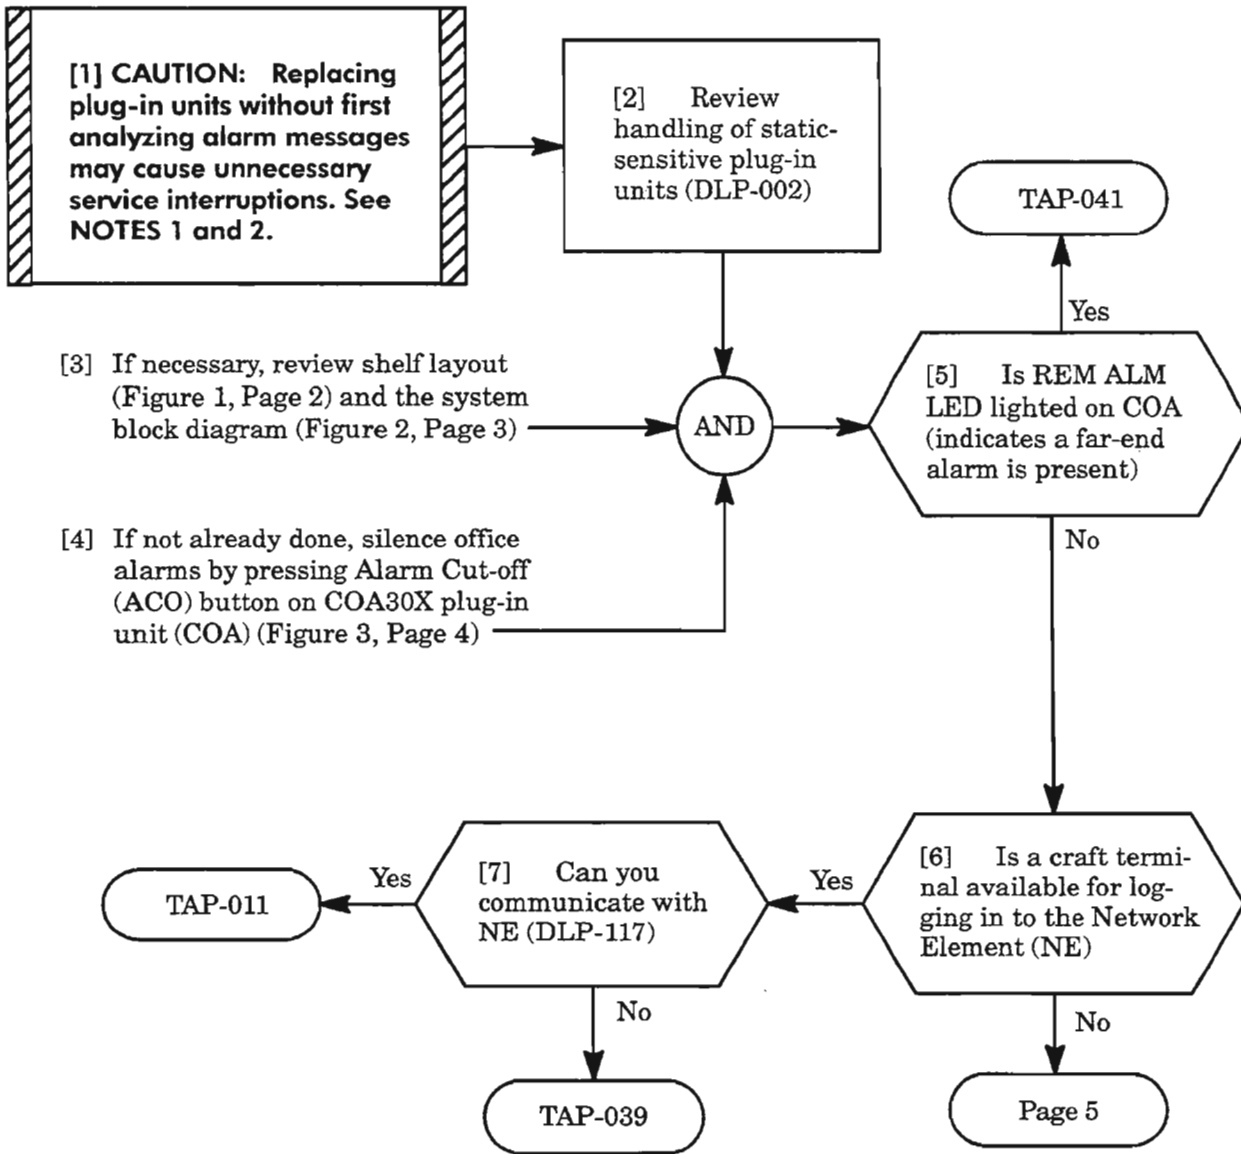 [1] CAUTION: Replacing
plug-in units without first
analyzing alarm messages
may cause unnecessary
service interruptions. See
NOTES 1 and 2.
[2] Review
handling of static-
sensitive plug-in
units (DLP-002)
[3] If necessary, review shelf layout
(Figure 1, Page 2) and the system
block diagram (Figure 2, Page 3)
[4] If not already done, silence office
alarms by pressing Alarm Cut-off
(ACO) button on COA30X plug-in
unit (COA) (Figure 3, Page 4)
AND
TAP-041
Yes
[5] Is REM ALM
LED lighted on COA
(indicates a far-end
alarm is present)
No
[6] Is a craft termi-
nal available for log-
ging in to the Network
Element (NE)
Yes
No
Page 5
[7] Can you
communicate with
NE (DLP-117)
Yes
TAP-011
No
TAP-039